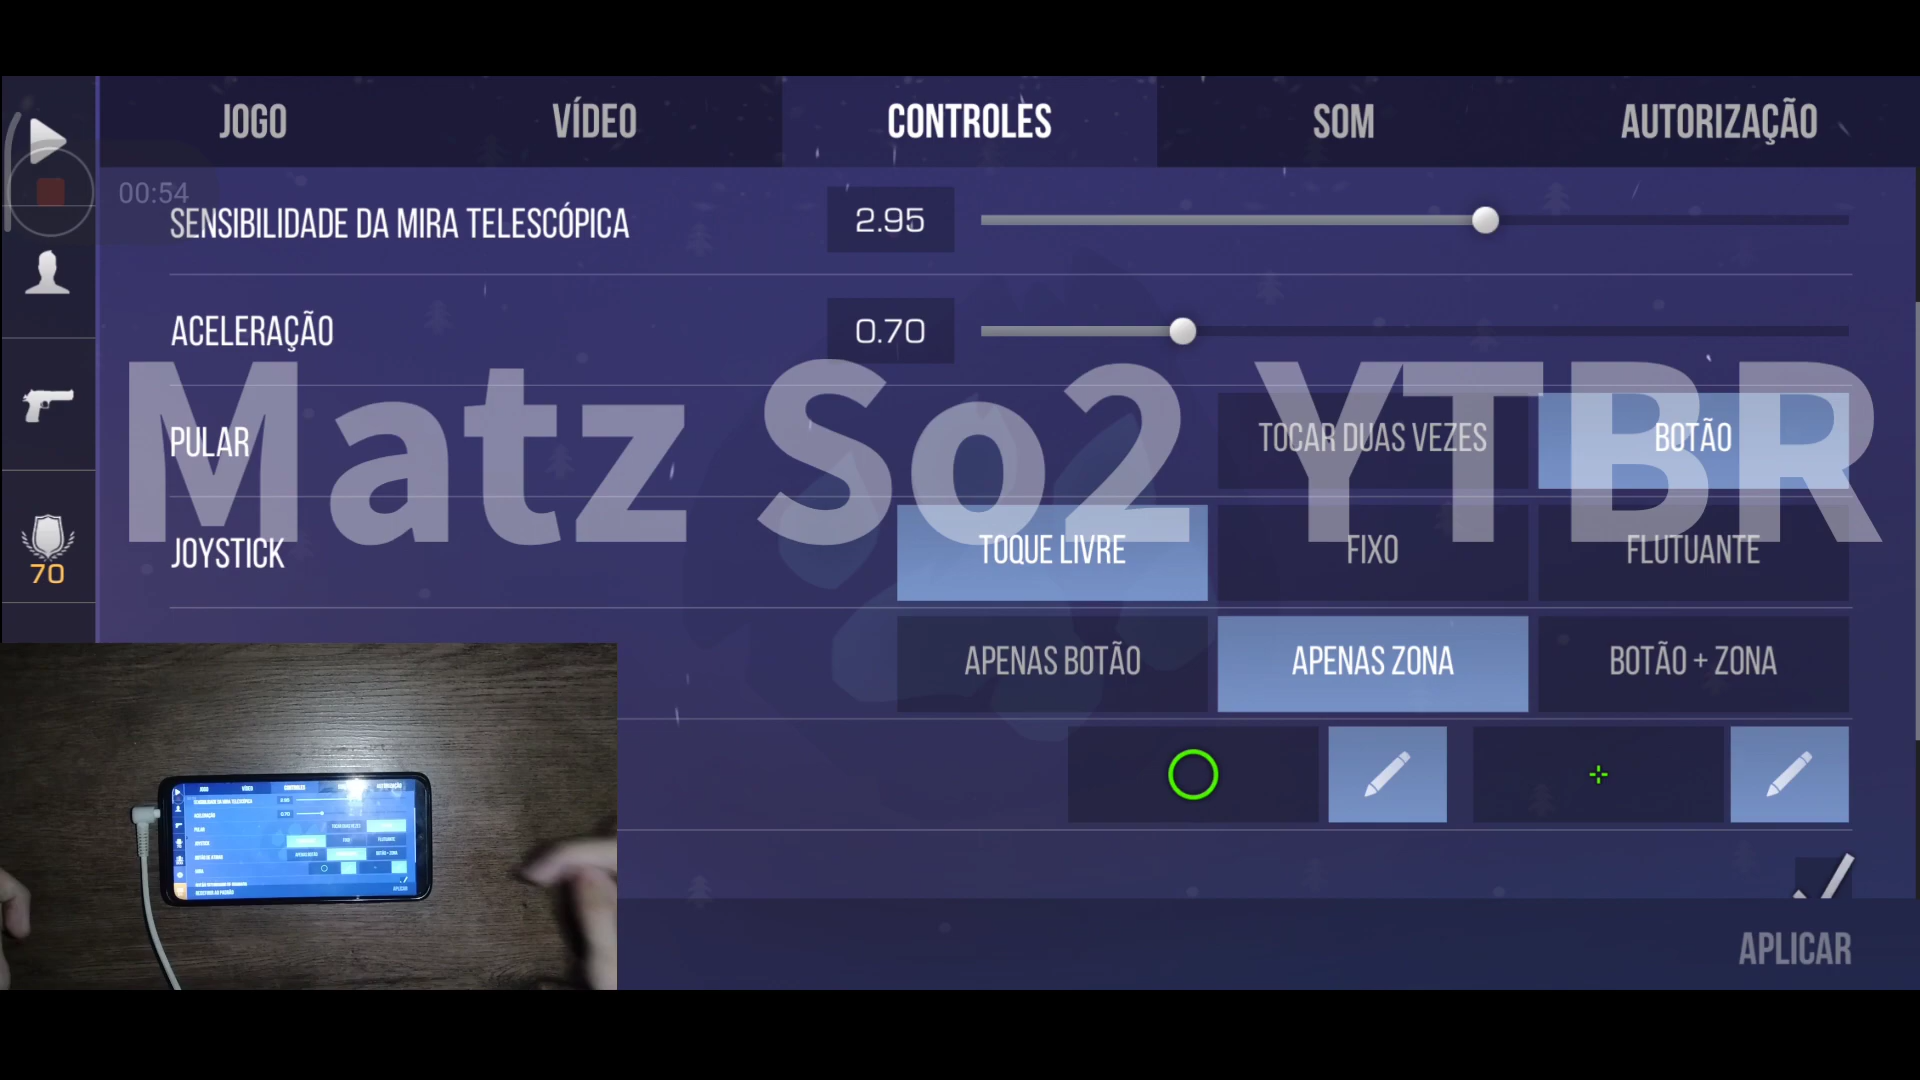 JOGO VÍDEO CONTROLES SOM AUTORIZAÇÃO
00:54
SENSIBILIDADE DA MIRA TELESCÓPICA 2.95
ACELERAÇÃO 0.70
Matz So2 YTBR
PULAR TOCAR DUAS VEZES BOTÃO
JOYSTICK TOQUE LIVRE FIXO FLUTUANTE
70
APENAS BOTÃO APENAS ZONA BOTÃO + ZONA
APLICAR